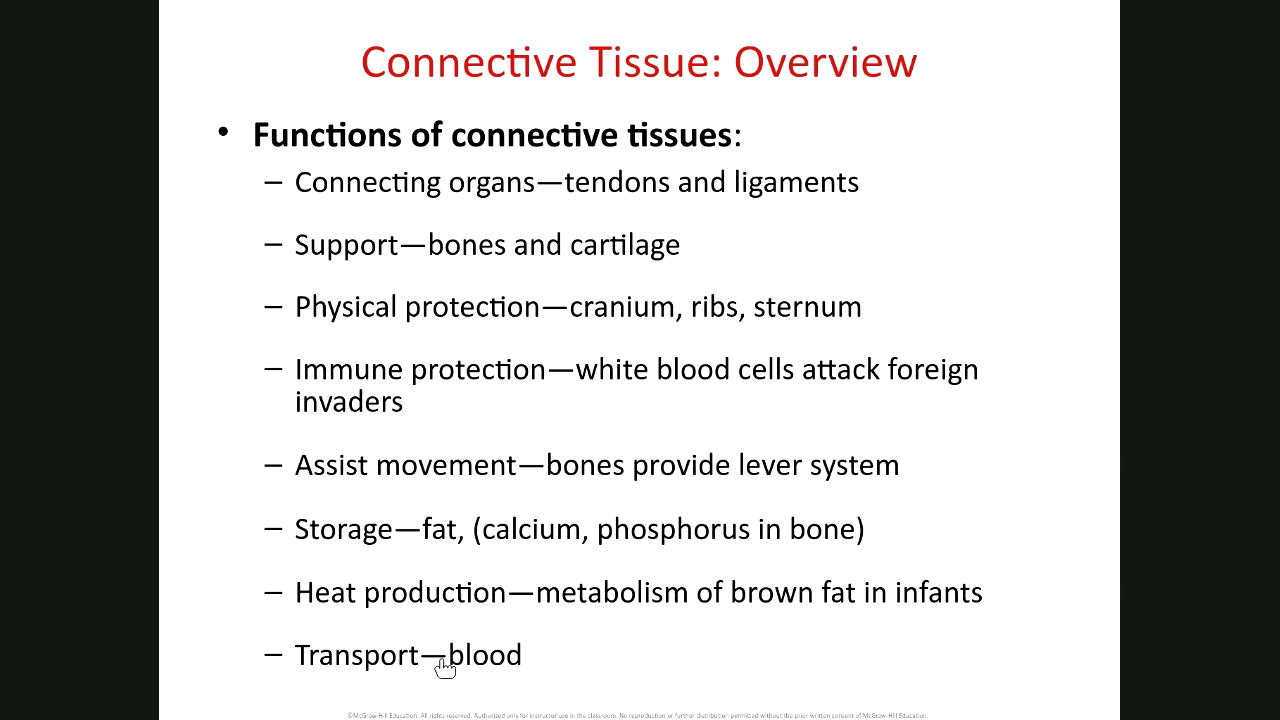 Connective Tissue: Overview
• Functions of connective tissues:
– Connecting organs—tendons and ligaments
– Support—bones and cartilage
– Physical protection—cranium, ribs, sternum
– Immune protection—white blood cells attack foreign
invaders
– Assist movement—bones provide lever system
– Storage—fat, (calcium, phosphorus in bone)
– Heat production—metabolism of brown fat in infants
– Transport—blood
©McGraw-Hill Education. All rights reserved. Authorized only for instructor use in the classroom. No reproduction or further distribution permitted without the prior written consent of McGraw-Hill Education.